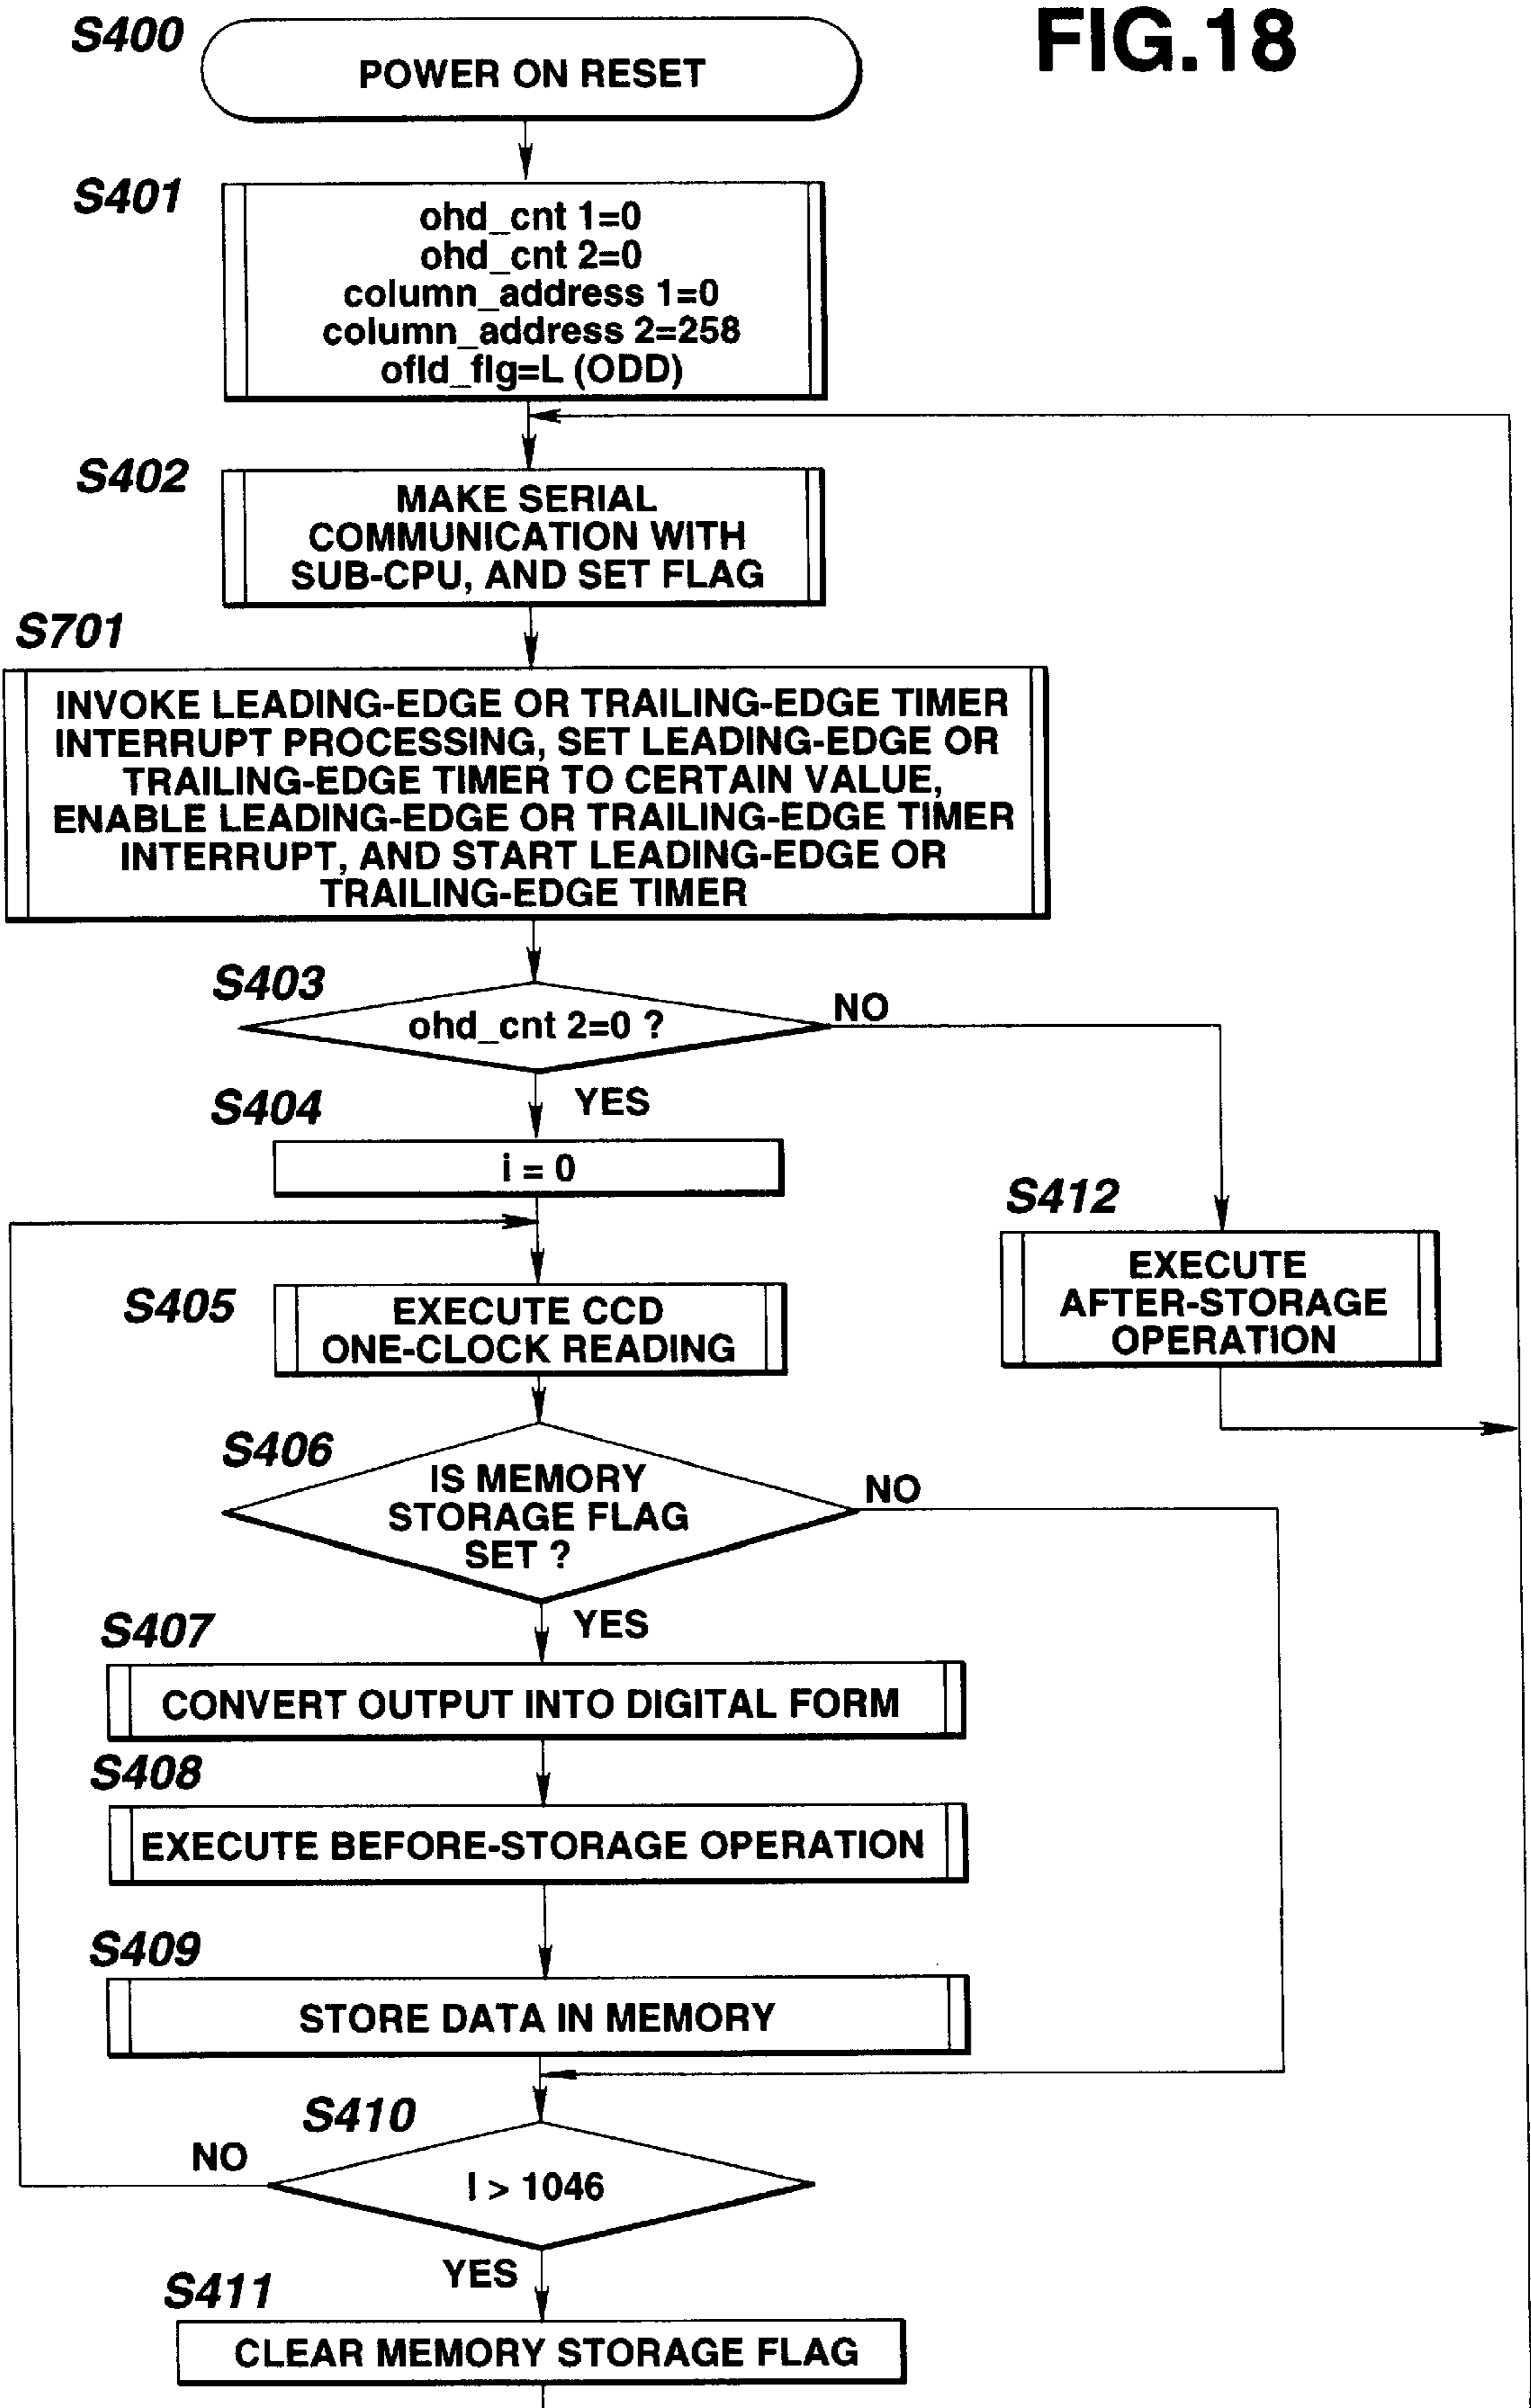 FIG.18
S400
POWER ON RESET
S401
ohd_cnt 1=0
ohd_cnt 2=0
column_address 1=0
column_address 2=258
ofld_flg=L (ODD)
S402
MAKE SERIAL
COMMUNICATION WITH
SUB-CPU, AND SET FLAG
S701
INVOKE LEADING-EDGE OR TRAILING-EDGE TIMER
INTERRUPT PROCESSING, SET LEADING-EDGE OR
TRAILING-EDGE TIMER TO CERTAIN VALUE,
ENABLE LEADING-EDGE OR TRAILING-EDGE TIMER
INTERRUPT, AND START LEADING-EDGE OR
TRAILING-EDGE TIMER
S403
ohd_cnt 2=0 ?
NO
YES
S404
i = 0
S412
EXECUTE
AFTER-STORAGE
OPERATION
S405
EXECUTE CCD
ONE-CLOCK READING
S406
IS MEMORY
STORAGE FLAG
SET ?
NO
YES
S407
CONVERT OUTPUT INTO DIGITAL FORM
S408
EXECUTE BEFORE-STORAGE OPERATION
S409
STORE DATA IN MEMORY
S410
NO
I > 1046
YES
S411
CLEAR MEMORY STORAGE FLAG